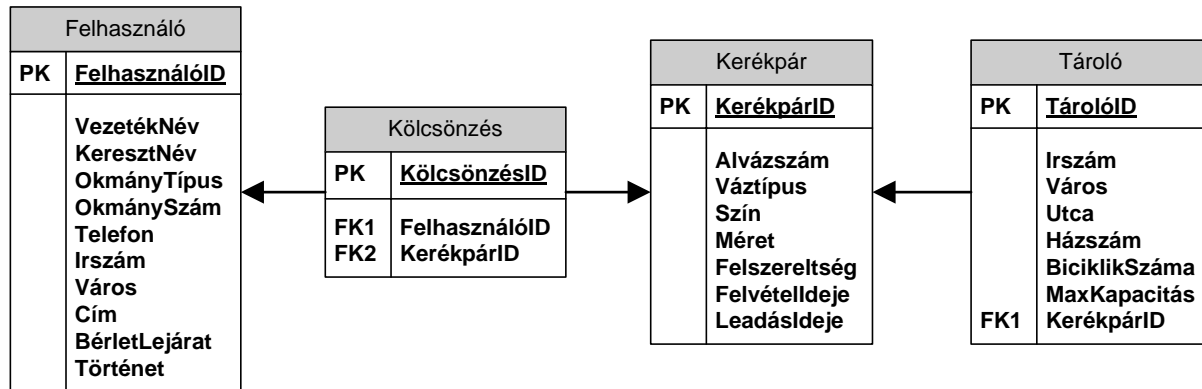 Felhasználó
PK FelhasználóID
VezetékNév
KeresztNév
OkmányTípus
OkmánySzám
Telefon
Irszám
Város
Cím
BérletLejárat
Történet
Kölcsönzés
PK KölcsönzésID
FK1 FelhasználóID
FK2 KerékpárID
Kerékpár
PK KerékpárID
Alvázszám
Váztípus
Szín
Méret
Felszereltség
FelvételIdeje
LeadásIdeje
Tároló
PK TárolóID
Irszám
Város
Utca
Házszám
BiciklikSzáma
MaxKapacitás
FK1 KerékpárID